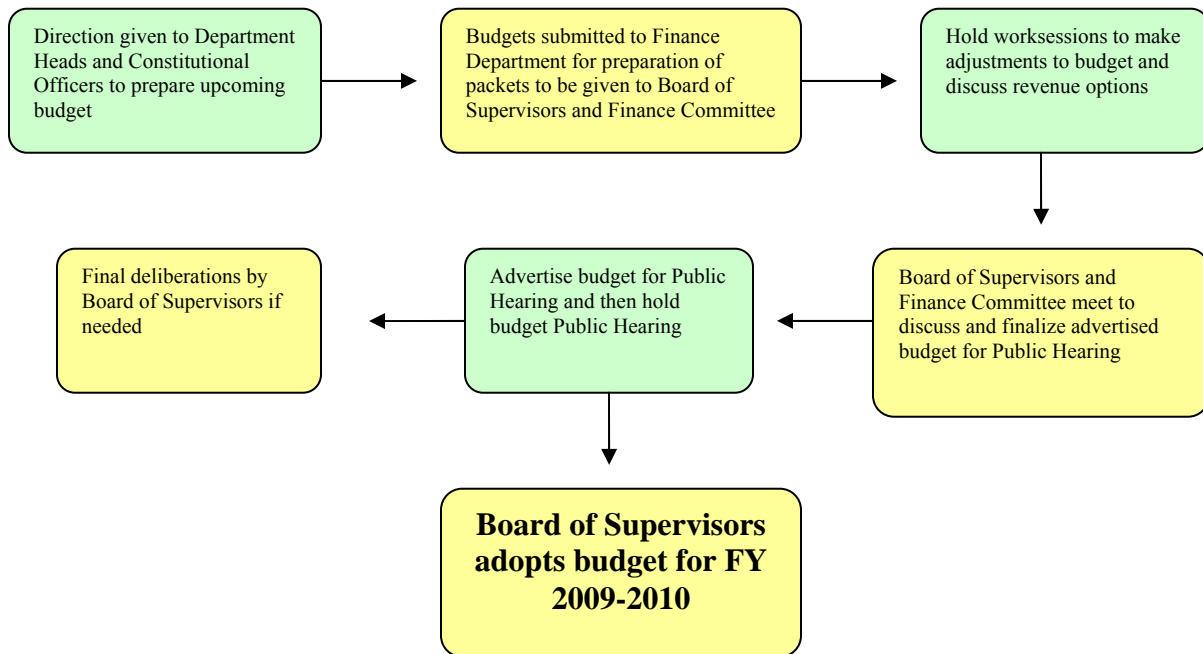 Direction given to Department
Heads and Constitutional
Officers to prepare upcoming
budget
Budgets submitted to Finance
Department for preparation of
packets to be given to Board of
Supervisors and Finance Committee
Hold worksessions to make
adjustments to budget and
discuss revenue options
Board of Supervisors and
Finance Committee meet to
discuss and finalize advertised
budget for Public Hearing
Advertise budget for Public
Hearing and then hold
budget Public Hearing
Final deliberations by
Board of Supervisors if
needed
Board of Supervisors
adopts budget for FY
2009-2010